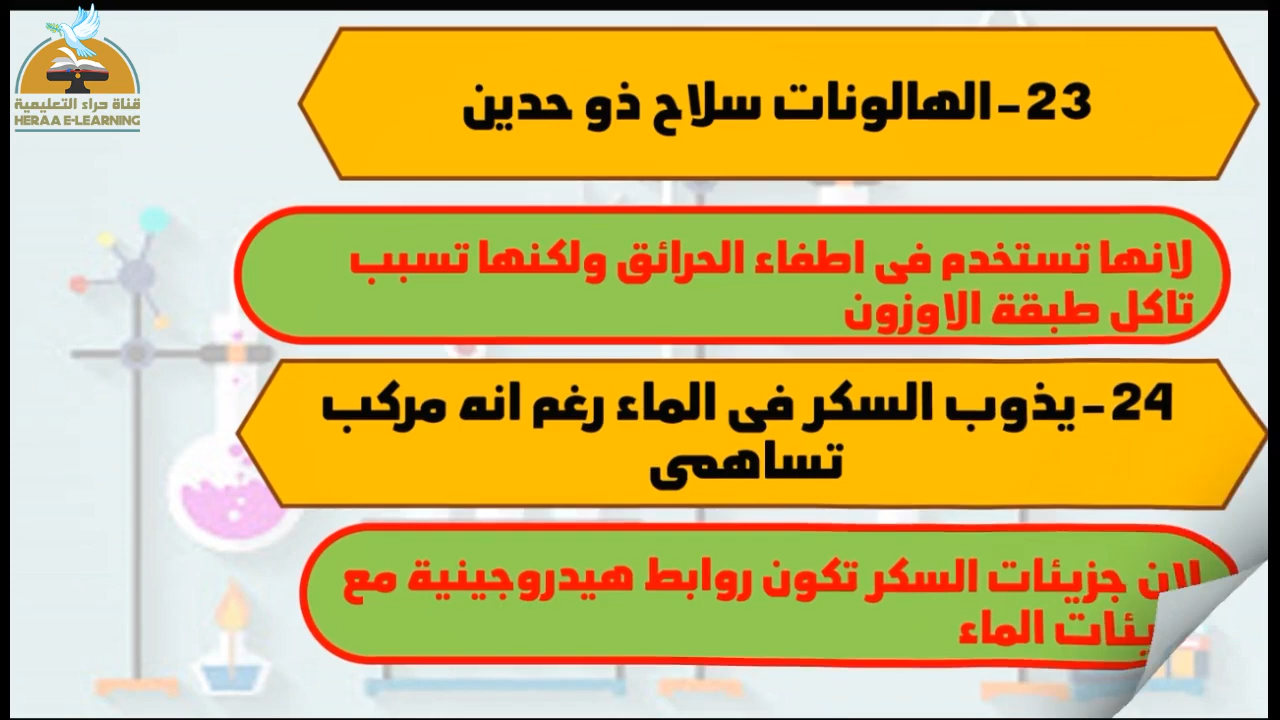 قناة حراء التعليمية
HERAA E-LEARNING
23-الهالونات سلاح ذو حدين
لانها تستخدم فى اطفاء الحرائق ولكنها تسبب
تاكل طبقة الاوزون
24-يذوب السكر فى الماء رغم انه مركب
تساهمى
لان جزيئات السكر تكون روابط هيدروجينية مع
الماء